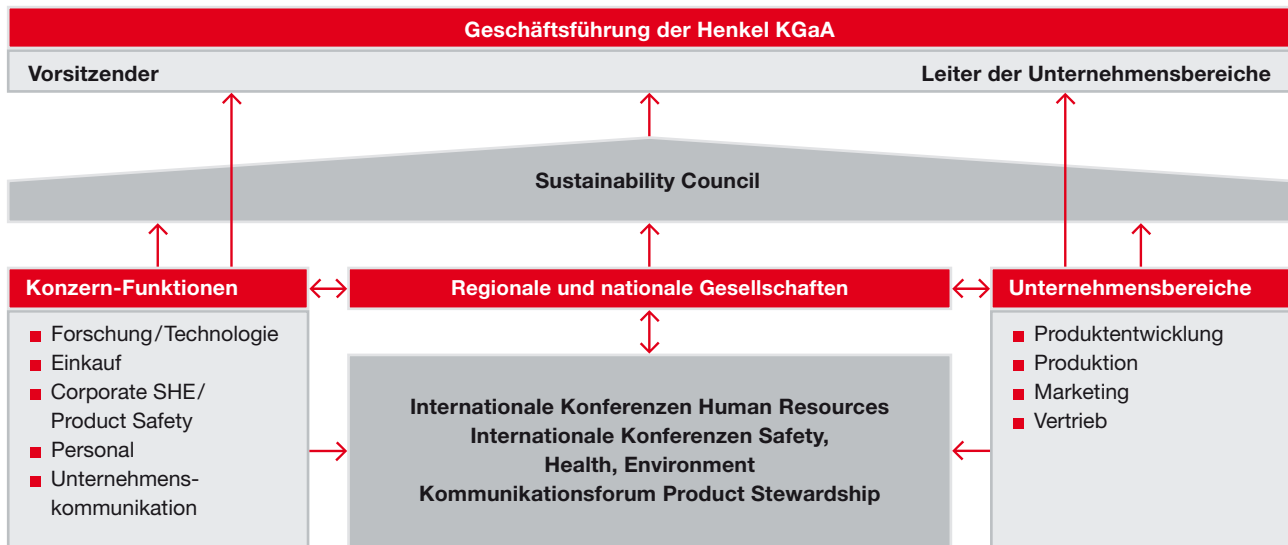 Geschäftsführung der Henkel KGaA
Vorsitzender
Leiter der Unternehmensbereiche
Sustainability Council
Konzern-Funktionen
Forschung/Technologie
Einkauf
Corporate SHE/
Product Safety
Personal
Unternehmens-
kommunikation
Regionale und nationale Gesellschaften
Internationale Konferenzen Human Resources
Internationale Konferenzen Safety,
Health, Environment
Kommunikationsforum Product Stewardship
Unternehmensbereiche
Produktentwicklung
Produktion
Marketing
Vertrieb